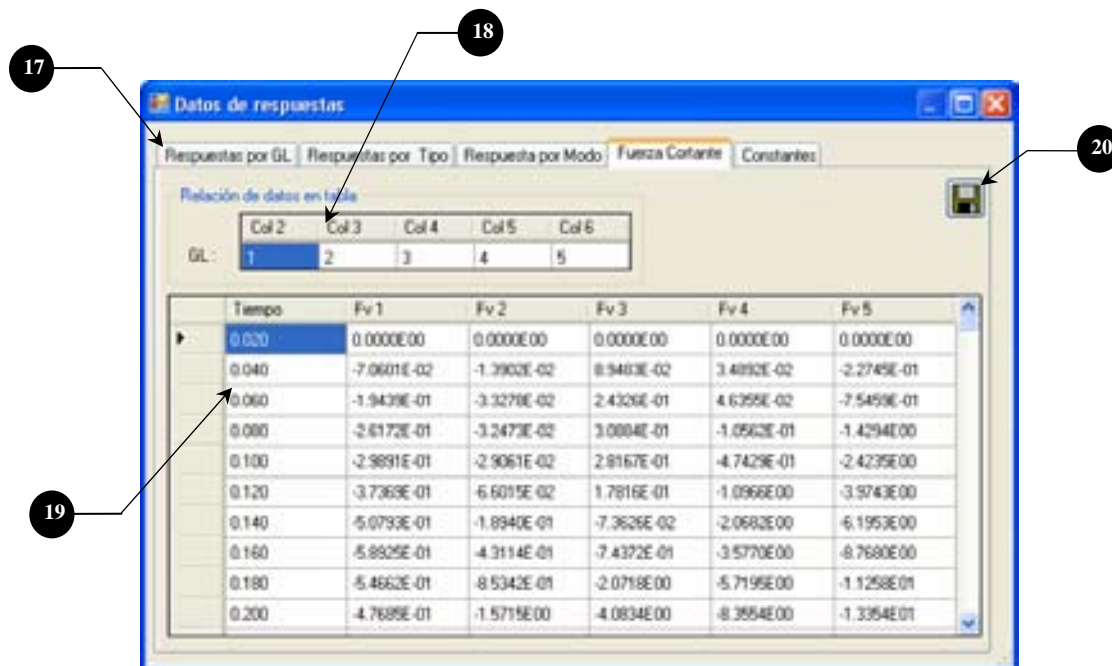 18
17
Datos de respuestas
20
Respuestas por GL Respuestas por Tipo Respuesta por Modo Fuerza Cortante Constantes
Relación de datos en tabla
Col 2 Col 3 Col 4 Col 5 Col 6
GL : 1 2 3 4 5
Tiempo Fv 1 Fv 2 Fv 3 Fv 4 Fv 5
0.020 0.0000E00 0.0000E00 0.0000E00 0.0000E00 0.0000E00
0.040 -7.0601E-02 -1.3902E-02 8.9483E-02 3.4892E-02 -2.2745E-01
0.060 -1.9439E-01 -3.3278E-02 2.4326E-01 4.6355E-02 -7.5459E-01
0.080 -2.6172E-01 -3.2473E-02 3.0884E-01 -1.0562E-01 -1.4294E00
0.100 -2.9891E-01 -2.9061E-02 2.8167E-01 -4.7429E-01 -2.4235E00
0.120 -3.7369E-01 -6.6015E-02 1.7816E-01 -1.0966E00 -3.9743E00
19
0.140 -5.0793E-01 -1.8940E-01 -7.3626E-02 -2.0682E00 -6.1953E00
0.160 -5.8925E-01 -4.3114E-01 -7.4372E-01 -3.5770E00 -8.7680E00
0.180 -5.4662E-01 -8.5342E-01 -2.0718E00 -5.7195E00 -1.1258E01
0.200 -4.7685E-01 -1.5715E00 -4.0834E00 -8.3554E00 -1.3354E01